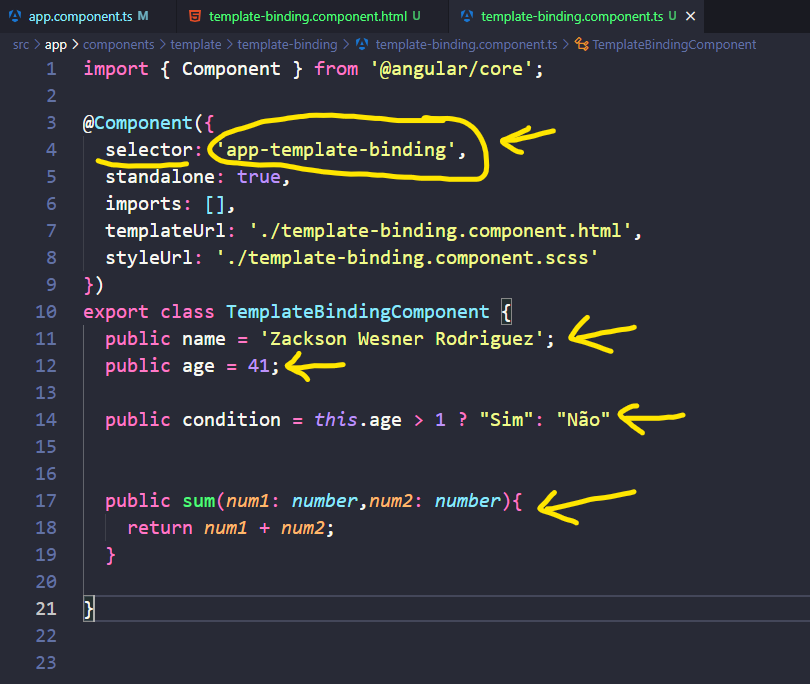 app.component.ts M template-binding.component.html U template-binding.component.ts U ×
src > app > components > template > template-binding > template-binding.component.ts > TemplateBindingComponent
1 import { Component } from '@angular/core';
2
3 @Component({
4 selector: 'app-template-binding',
5 standalone: true,
6 imports: [],
7 templateUrl: './template-binding.component.html',
8 styleUrl: './template-binding.component.scss'
9 })
10 export class TemplateBindingComponent {
11 public name = 'Zackson Wesner Rodriguez';
12 public age = 41;
13
14 public condition = this.age > 1 ? "Sim": "Não"
15
16
17 public sum(num1: number,num2: number){
18 return num1 + num2;
19 }
20
21 }
22
23